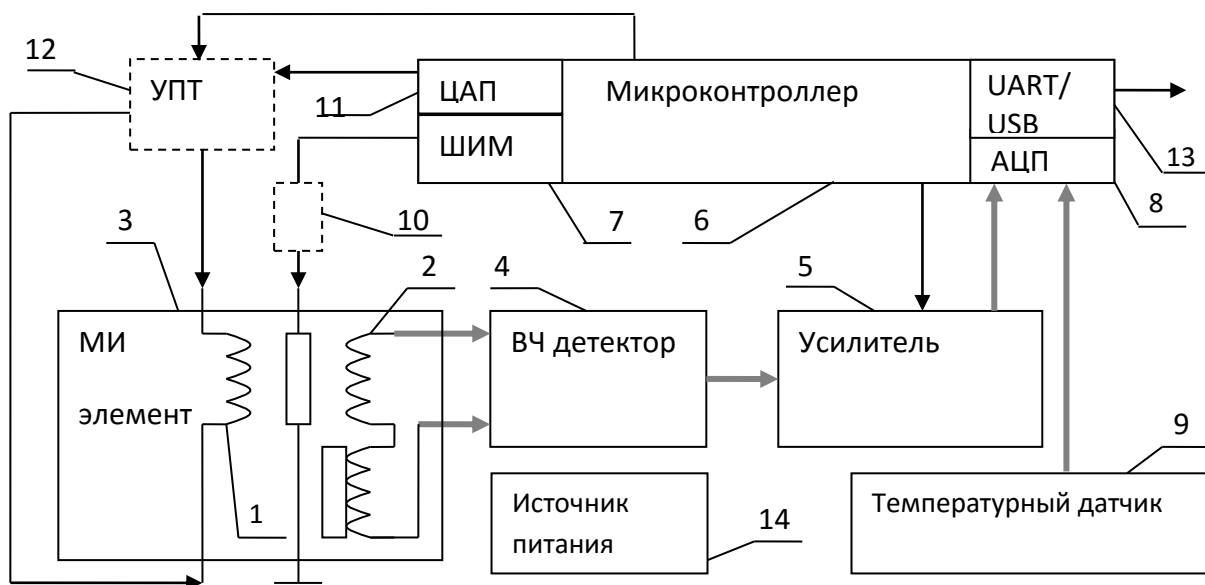 12
УПТ
11
ЦАП
ШИМ
Микроконтроллер
UART/
USB
АЦП
13
8
3
10
7
6
2
4
5
МИ
элемент
ВЧ детектор
Усилитель
9
1
Источник
питания
14
Температурный датчик